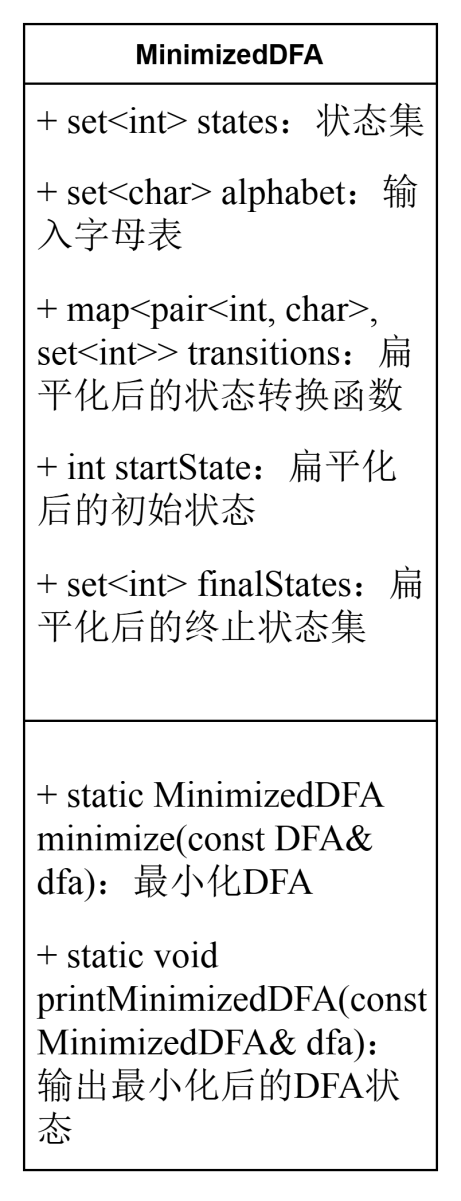 MinimizedDFA
+ set<int> states：状态集
+ set<char> alphabet：输
入字母表
+ map<pair<int, char>,
set<int>> transitions：扁
平化后的状态转换函数
+ int startState：扁平化
后的初始状态
+ set<int> finalStates：扁
平化后的终止状态集
+ static MinimizedDFA
minimize(const DFA&
dfa)：最小化DFA
+ static void
printMinimizedDFA(const
MinimizedDFA& dfa)：
输出最小化后的DFA状
态